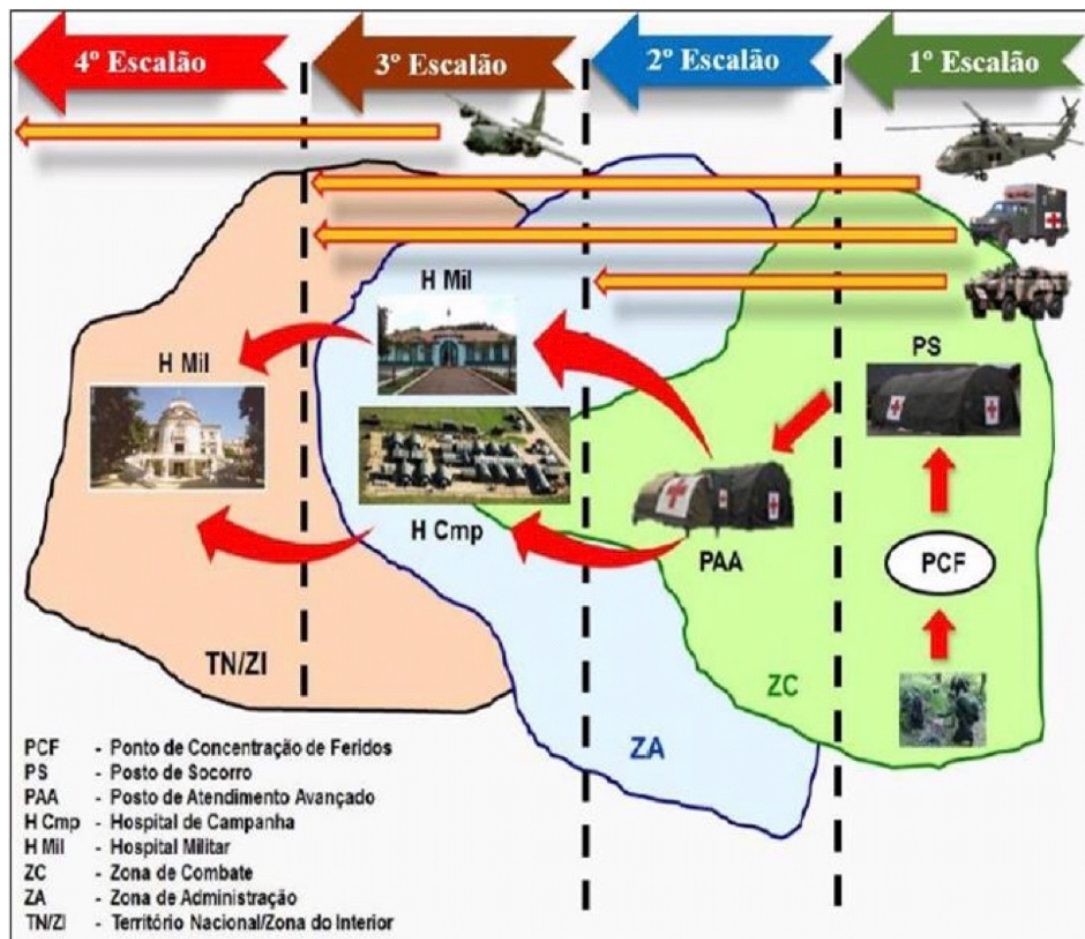 4º Escalão
3º Escalão
2º Escalão
1º Escalão
H Mil
PS
H Mil
H Cmp
PAA
PCF
TN/ZI
ZC
ZA
PCF - Ponto de Concentração de Feridos
PS - Posto de Socorro
PAA - Posto de Atendimento Avançado
H Cmp - Hospital de Campanha
H Mil - Hospital Militar
ZC - Zona de Combate
ZA - Zona de Administração
TN/ZI - Território Nacional/Zona do Interior